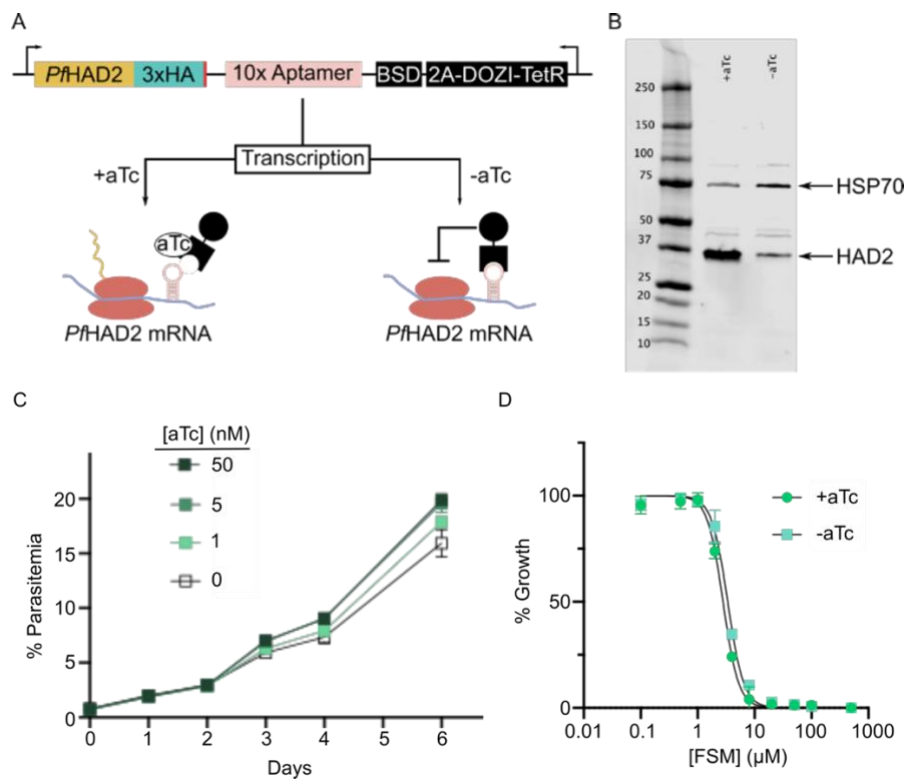 A
PfHAD2 3xHA 10x Aptamer BSD 2A-DOZI-TetR
Transcription
+aTc
-aTc
aTc
PfHAD2 mRNA
PfHAD2 mRNA
B
+aTc
-aTc
250
150
100
75
50
37
25
20
15
10
HSP70
HAD2
C
[aTc] (nM)
50
5
1
0
% Parasitemia
20
15
10
5
0
0 1 2 3 4 5 6
Days
D
+aTc
-aTc
% Growth
100
50
0
0.01 0.1 1 10 100 1000
[FSM] (µM)